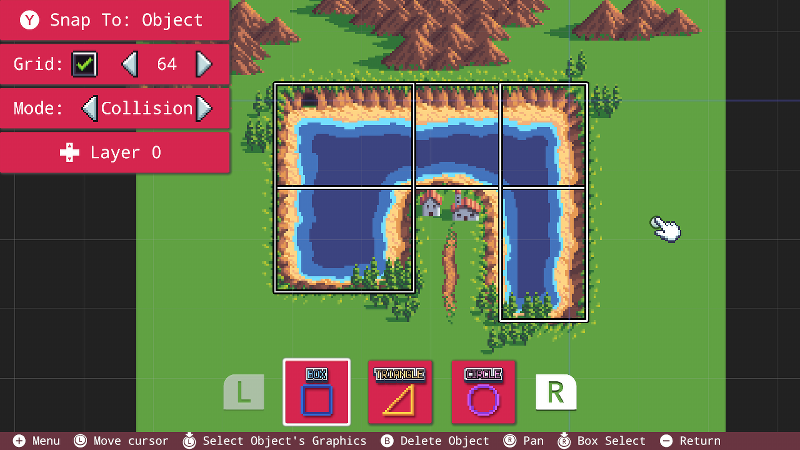 Y Snap To: Object
Grid: 64
Mode: Collision
Layer 0
L BOX TRIANGLE CIRCLE R
+ Menu L Move cursor L Select Object's Graphics B Delete Object R Pan R Box Select - Return